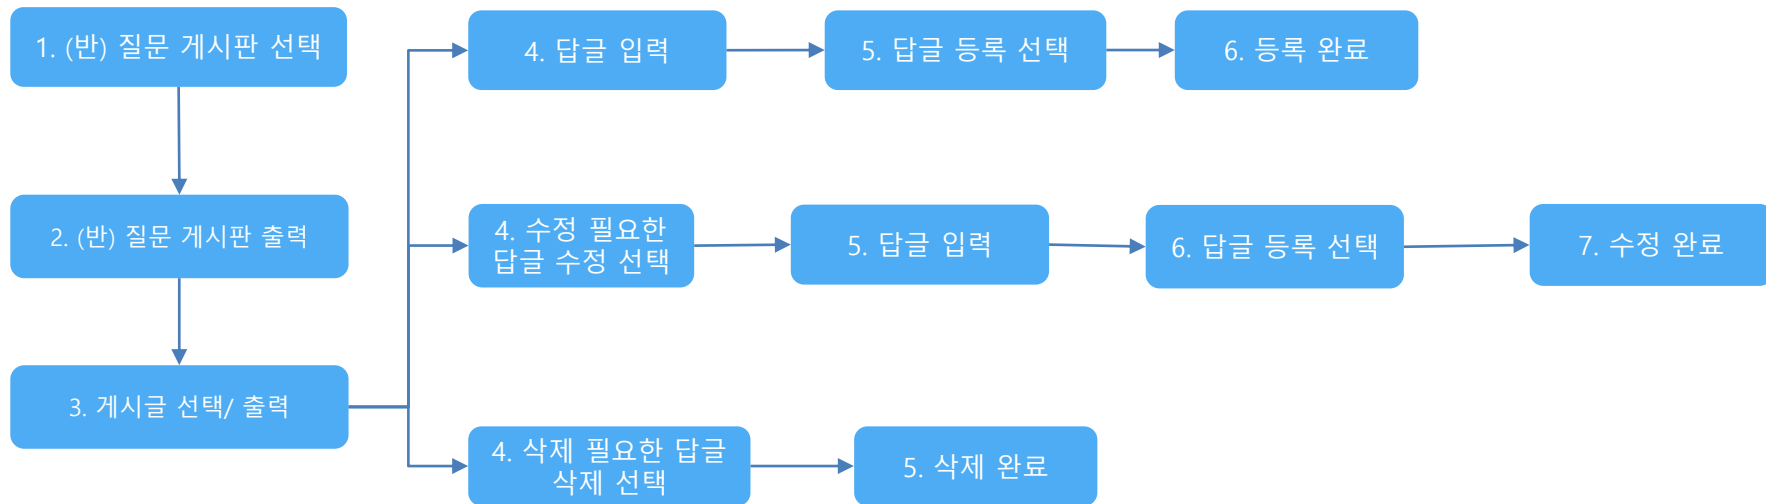 1. (반) 질문 게시판 선택
2. (반) 질문 게시판 출력
3. 게시글 선택/ 출력
4. 답글 입력
5. 답글 등록 선택
6. 등록 완료
4. 수정 필요한
답글 수정 선택
5. 답글 입력
6. 답글 등록 선택
7. 수정 완료
4. 삭제 필요한 답글
삭제 선택
5. 삭제 완료